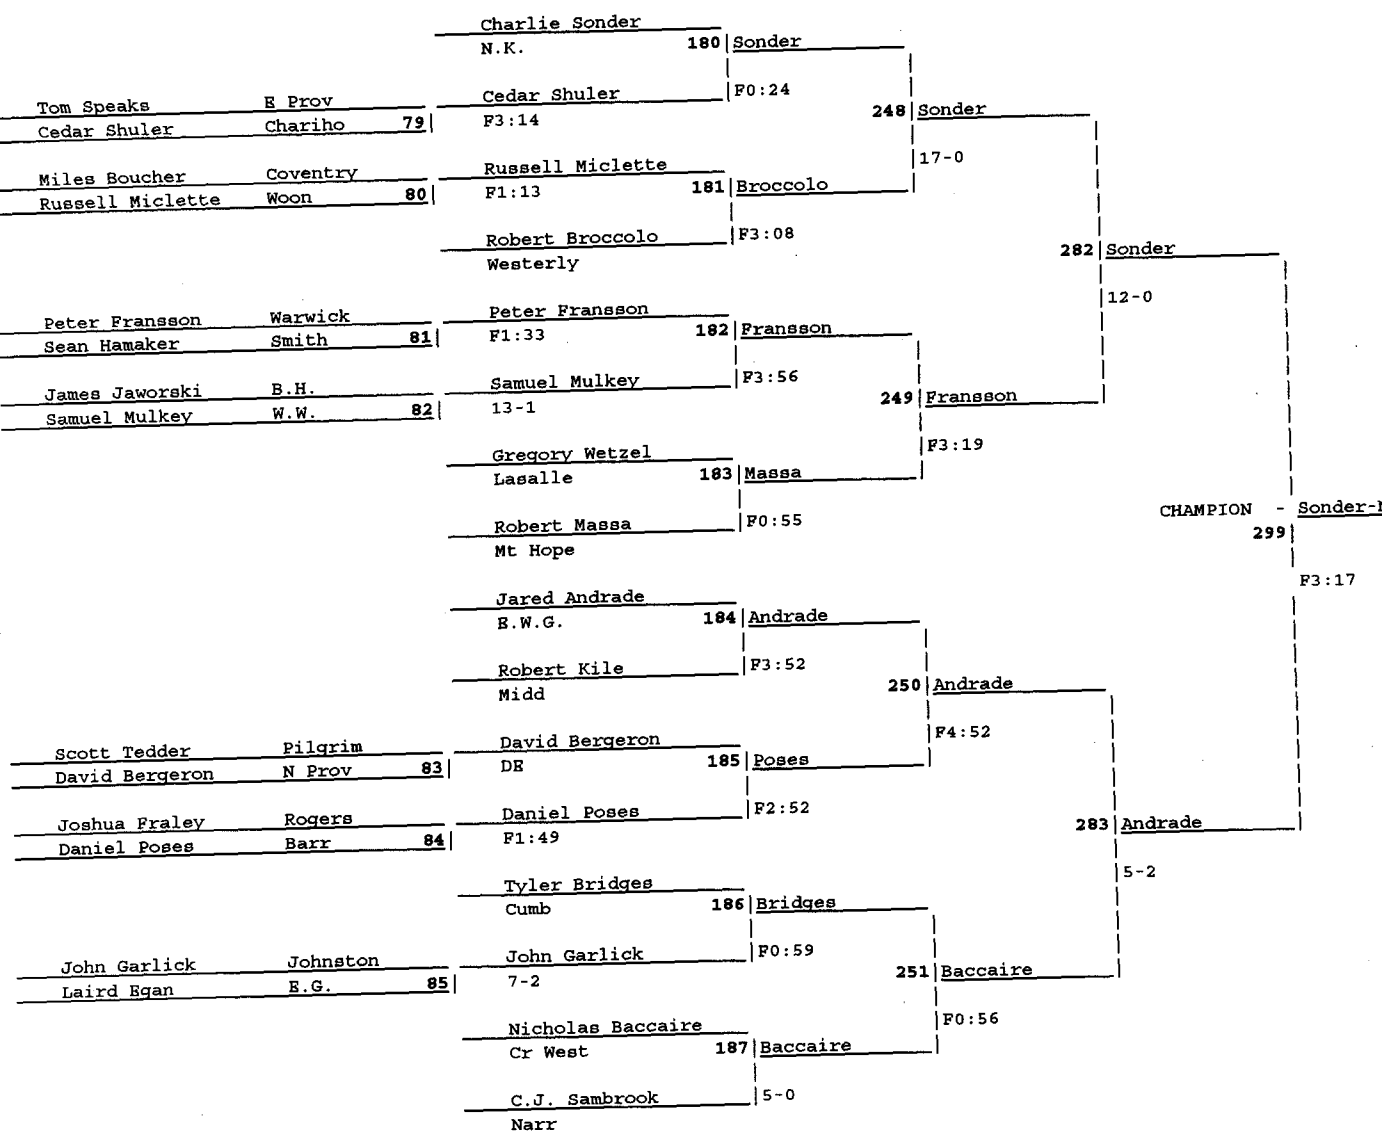 Charlie Sonder
N.K. 180 Sonder
Tom Speaks E Prov Cedar Shuler F0:24
Cedar Shuler Chariho 79 F3:14 248 Sonder
17-0
Miles Boucher Coventry Russell Miclette
Russell Miclette Woon 80 F1:13 181 Broccolo
Robert Broccolo F3:08
Westerly 282 Sonder
12-0
Peter Fransson Warwick Peter Fransson
Sean Hamaker Smith 81 F1:33 182 Fransson
James Jaworski B.H. Samuel Mulkey F3:56
Samuel Mulkey W.W. 82 13-1 249 Fransson
Gregory Wetzel F3:19
Lasalle 183 Massa
Robert Massa F0:55
Mt Hope
CHAMPION - Sonder-
299
F3:17
Jared Andrade
E.W.G. 184 Andrade
Robert Kile F3:52
Midd 250 Andrade
Scott Tedder Pilgrim David Bergeron F4:52
David Bergeron N Prov 83 DE 185 Poses
Joshua Fraley Rogers Daniel Poses F2:52
Daniel Poses Barr 84 F1:49 283 Andrade
5-2
Tyler Bridges
Cumb 186 Bridges
John Garlick Johnston John Garlick F0:59
Laird Egan E.G. 85 7-2 251 Baccaire
Nicholas Baccaire F0:56
Cr West 187 Baccaire
C.J. Sambrook 5-0
Narr